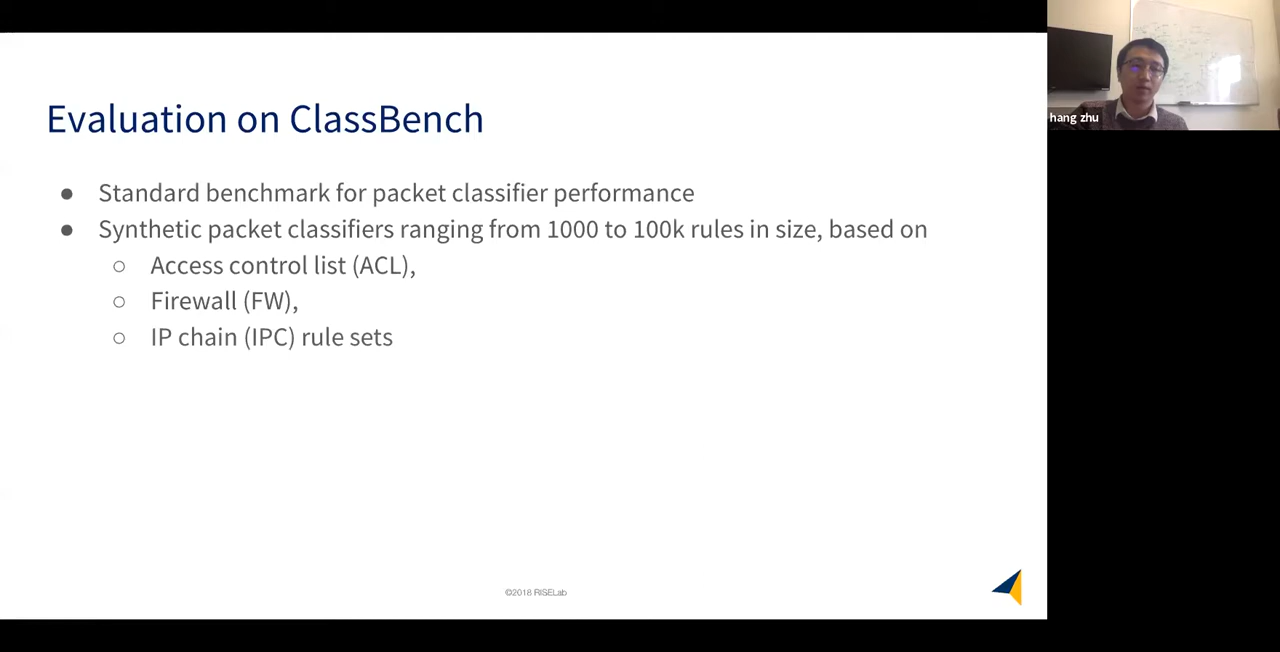 Evaluation on ClassBench
● Standard benchmark for packet classifier performance
● Synthetic packet classifiers ranging from 1000 to 100k rules in size, based on
○ Access control list (ACL),
○ Firewall (FW),
○ IP chain (IPC) rule sets
©2018 RISELab
hang zhu